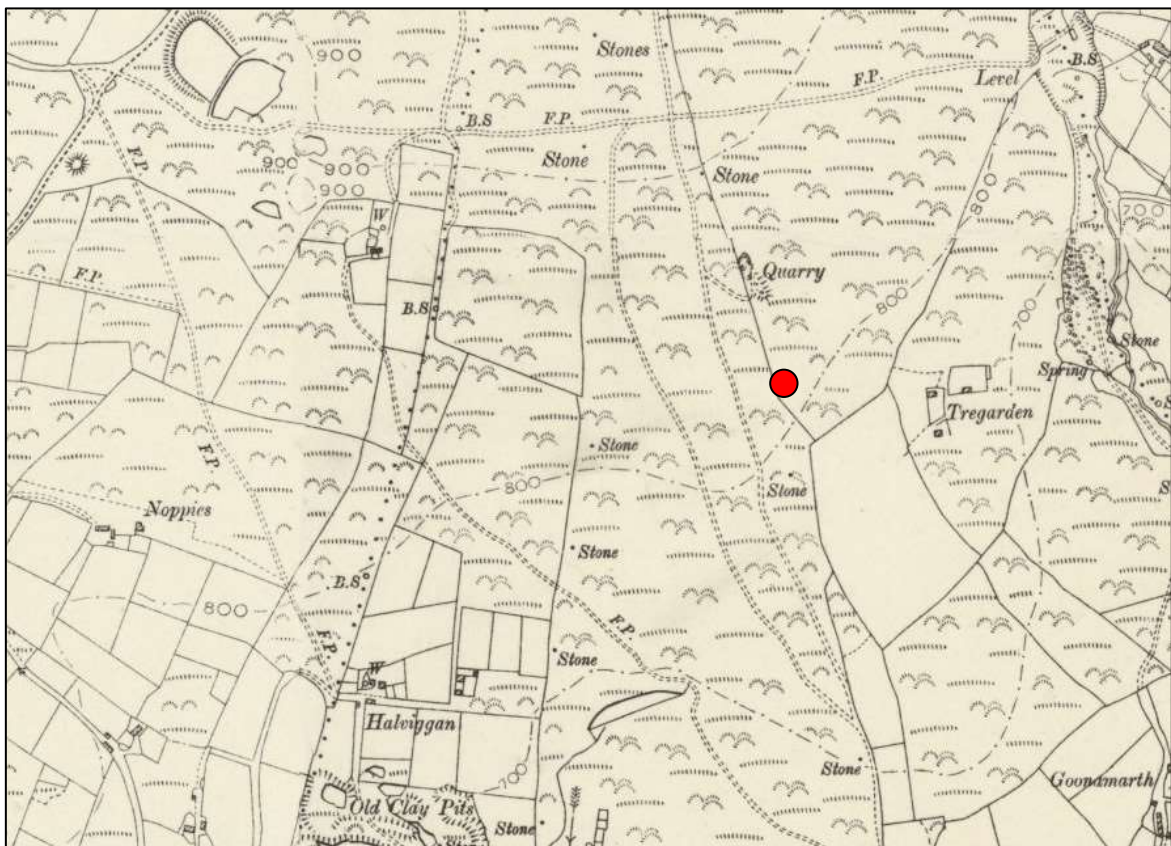 Stones
900
B.S
Level
F.P.
B.S
F.P.
F.P.
Stone
900
900
Stone
800
W
Quarry
F.P.
800
700
B.S
Stone
Spring
Tregarden
Stone
F.P.
800
Stone
Noppies
Stone
B.S
800
F.P.
F.P.
Stone
W
Halviggan
Stone
700
Goonamarth
Old Clay Pits
Stone